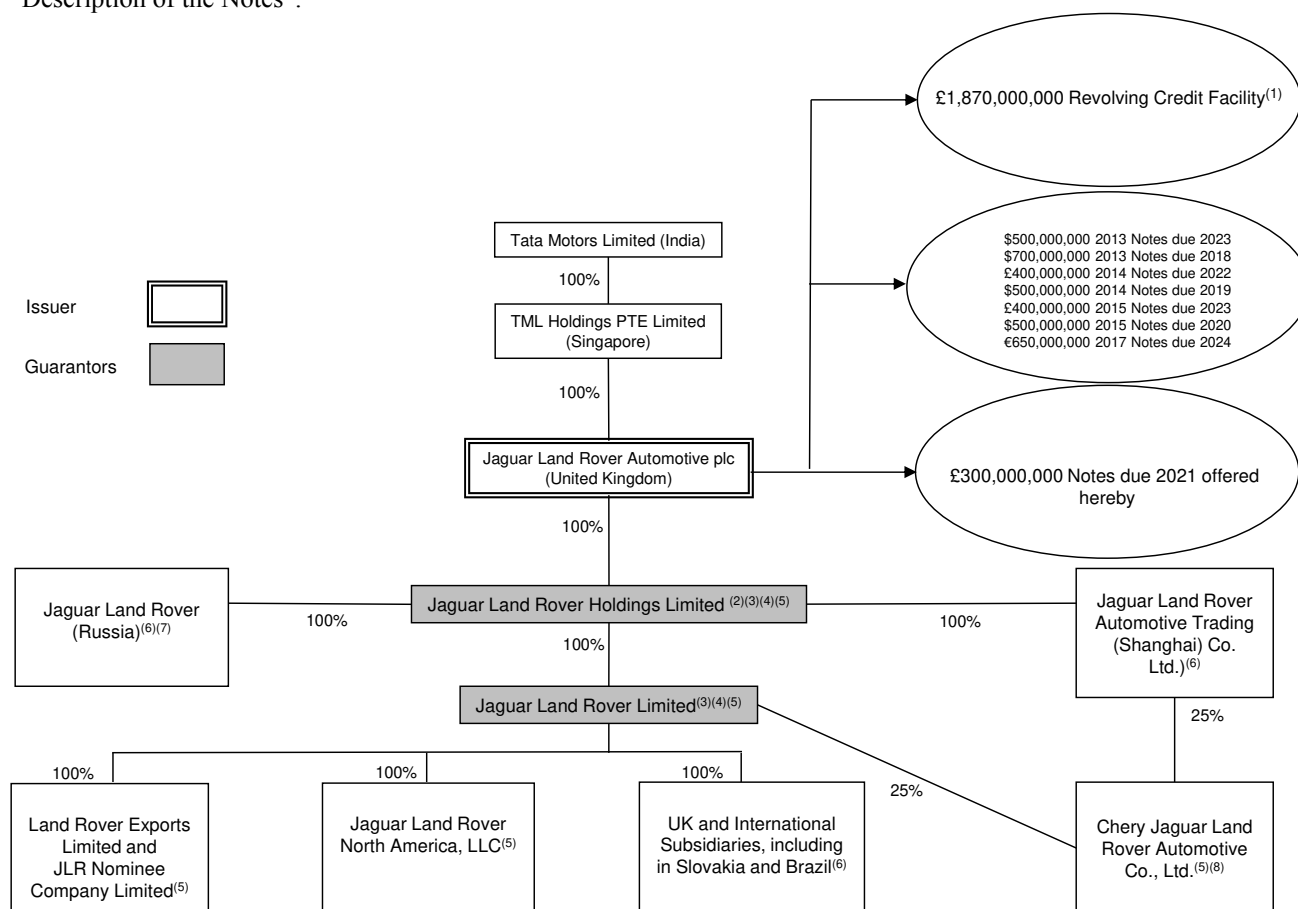 Description of the Notes".
£1,870,000,000 Revolving Credit Facility(1)
Tata Motors Limited (India)
100%
TML Holdings PTE Limited
(Singapore)
100%
$500,000,000 2013 Notes due 2023
$700,000,000 2013 Notes due 2018
£400,000,000 2014 Notes due 2022
$500,000,000 2014 Notes due 2019
£400,000,000 2015 Notes due 2023
$500,000,000 2015 Notes due 2020
€650,000,000 2017 Notes due 2024
Issuer
Guarantors
Jaguar Land Rover Automotive plc
(United Kingdom)
£300,000,000 Notes due 2021 offered
hereby
100%
Jaguar Land Rover
(Russia)(6)(7)
100%
Jaguar Land Rover Holdings Limited (2)(3)(4)(5)
100%
Jaguar Land Rover
Automotive Trading
(Shanghai) Co.
Ltd.)(6)
100%
Jaguar Land Rover Limited(3)(4)(5)
25%
100%
100%
100%
25%
Land Rover Exports
Limited and
JLR Nominee
Company Limited(5)
Jaguar Land Rover
North America, LLC(5)
UK and International
Subsidiaries, including
in Slovakia and Brazil(6)
Chery Jaguar Land
Rover Automotive
Co., Ltd.(5)(8)